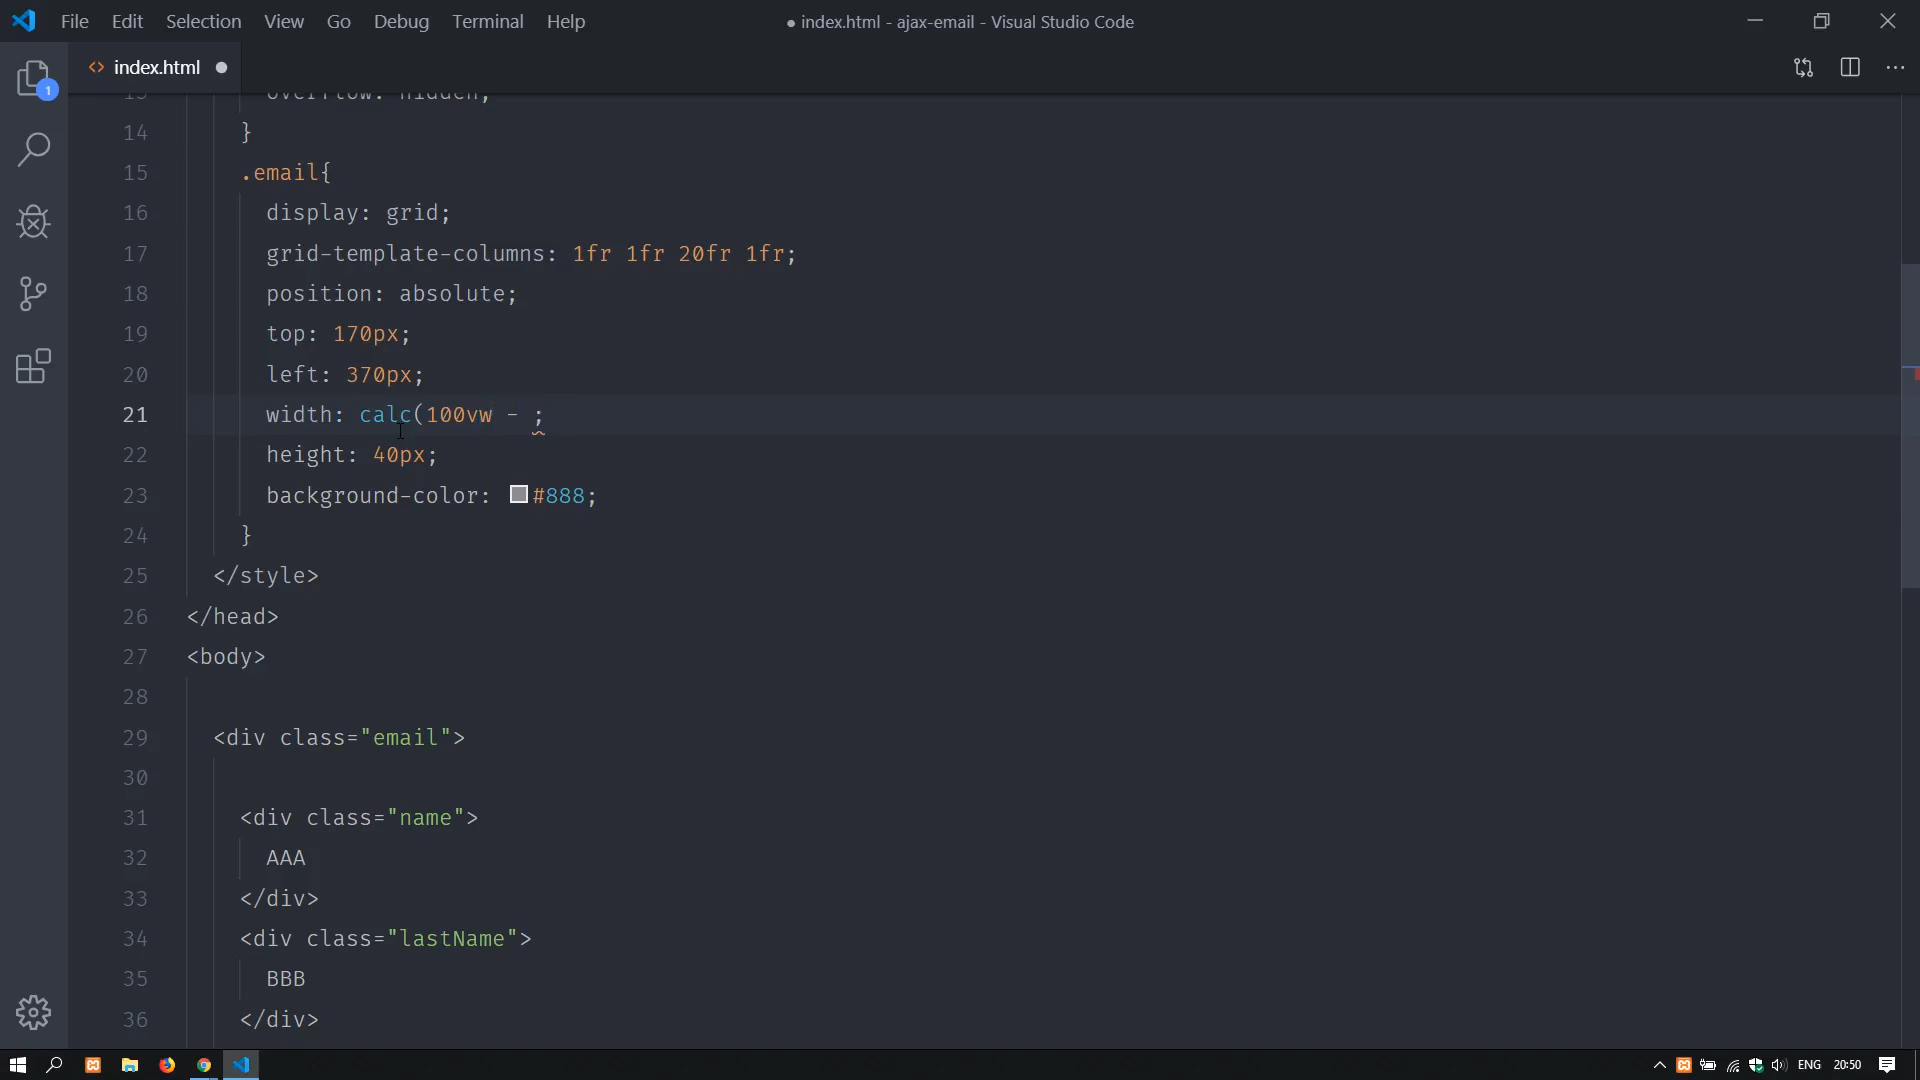 File Edit Selection View Go Debug Terminal Help
● index.html - ajax-email - Visual Studio Code
<> index.html ●
1
13 overflow: hidden;
14 }
15 .email{
16 display: grid;
17 grid-template-columns: 1fr 1fr 20fr 1fr;
18 position: absolute;
19 top: 170px;
20 left: 370px;
21 width: calc(100vw - ;
22 height: 40px;
23 background-color: #888;
24 }
25 </style>
26 </head>
27 <body>
28
29 <div class="email">
30
31 <div class="name">
32 AAA
33 </div>
34 <div class="lastName">
35 BBB
36 </div>
ENG 20:50